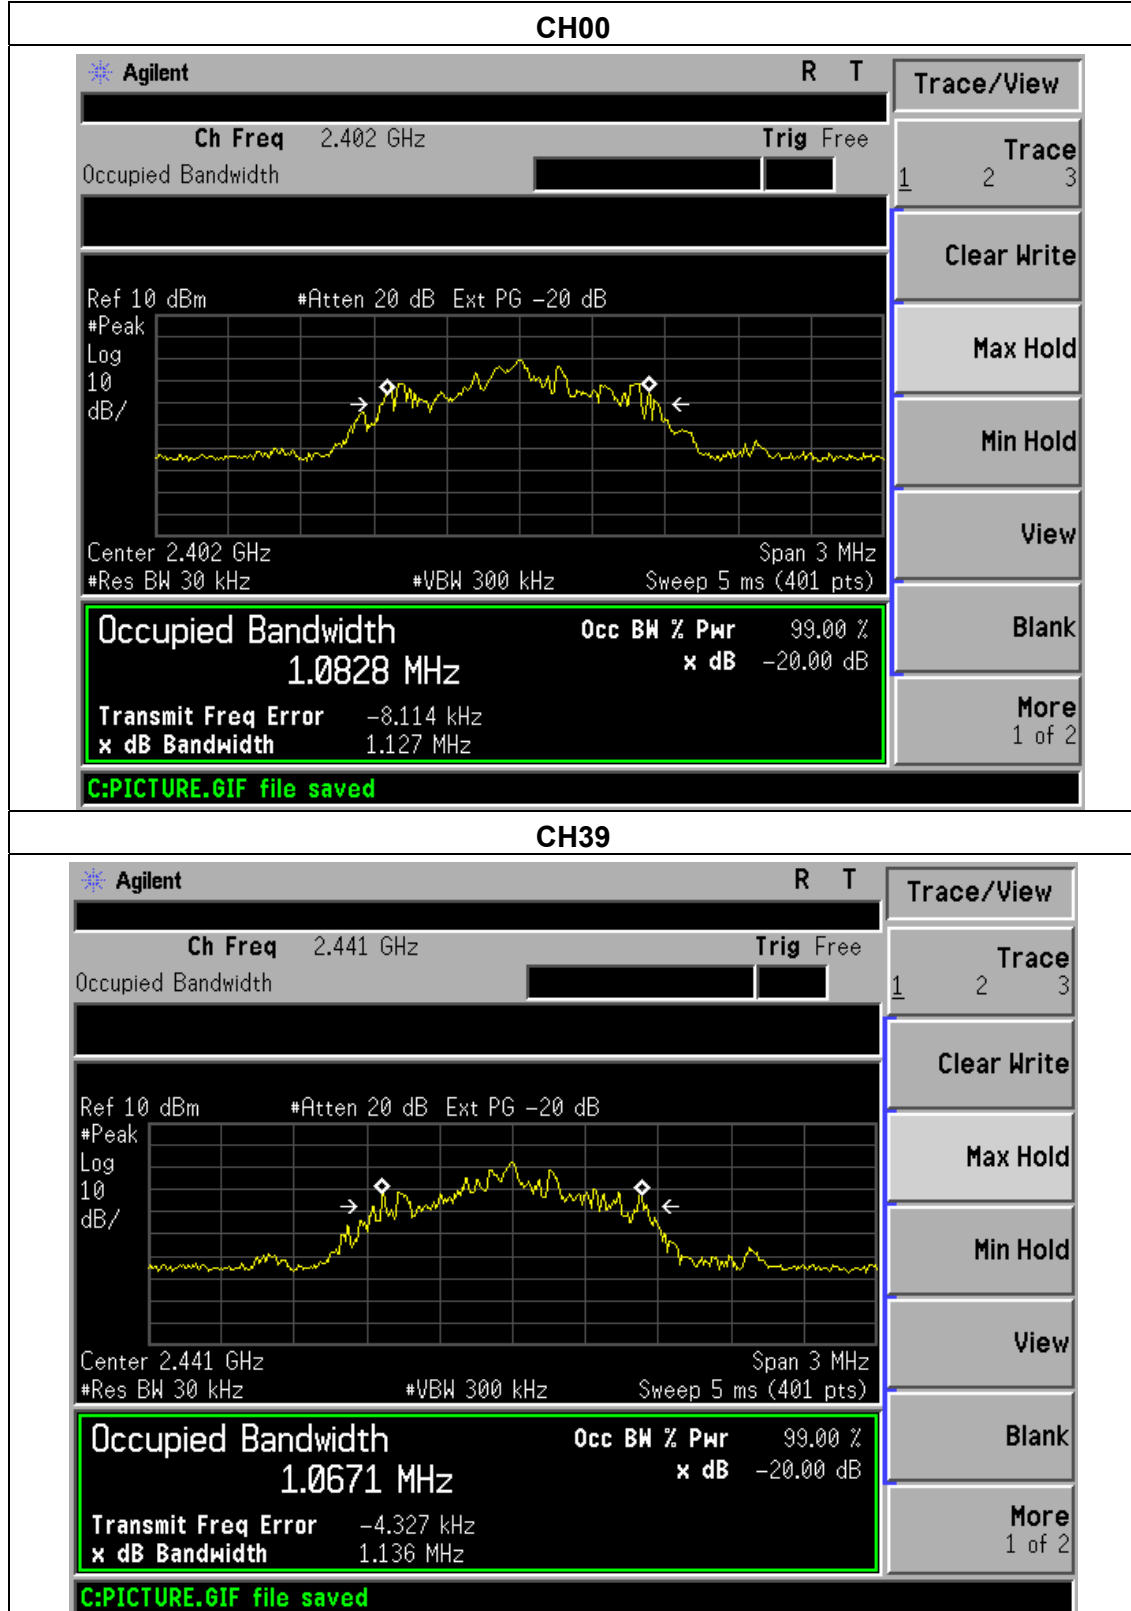 CH00
Agilent R T Trace/View
Ch Freq 2.402 GHz Trig Free
Occupied Bandwidth
Trace
1 2 3
Clear Write
Ref 10 dBm #Atten 20 dB Ext PG -20 dB
#Peak
Log
10
dB/
Max Hold
Min Hold
View
Center 2.402 GHz Span 3 MHz
#Res BW 30 kHz #VBW 300 kHz Sweep 5 ms (401 pts)
Occupied Bandwidth Occ BW % Pwr 99.00 %
1.0828 MHz x dB -20.00 dB
Blank
Transmit Freq Error -8.114 kHz
x dB Bandwidth 1.127 MHz
More
1 of 2
C:PICTURE.GIF file saved
CH39
Agilent R T Trace/View
Ch Freq 2.441 GHz Trig Free
Occupied Bandwidth
Trace
1 2 3
Clear Write
Ref 10 dBm #Atten 20 dB Ext PG -20 dB
#Peak
Log
10
dB/
Max Hold
Min Hold
View
Center 2.441 GHz Span 3 MHz
#Res BW 30 kHz #VBW 300 kHz Sweep 5 ms (401 pts)
Occupied Bandwidth Occ BW % Pwr 99.00 %
1.0671 MHz x dB -20.00 dB
Blank
Transmit Freq Error -4.327 kHz
x dB Bandwidth 1.136 MHz
More
1 of 2
C:PICTURE.GIF file saved